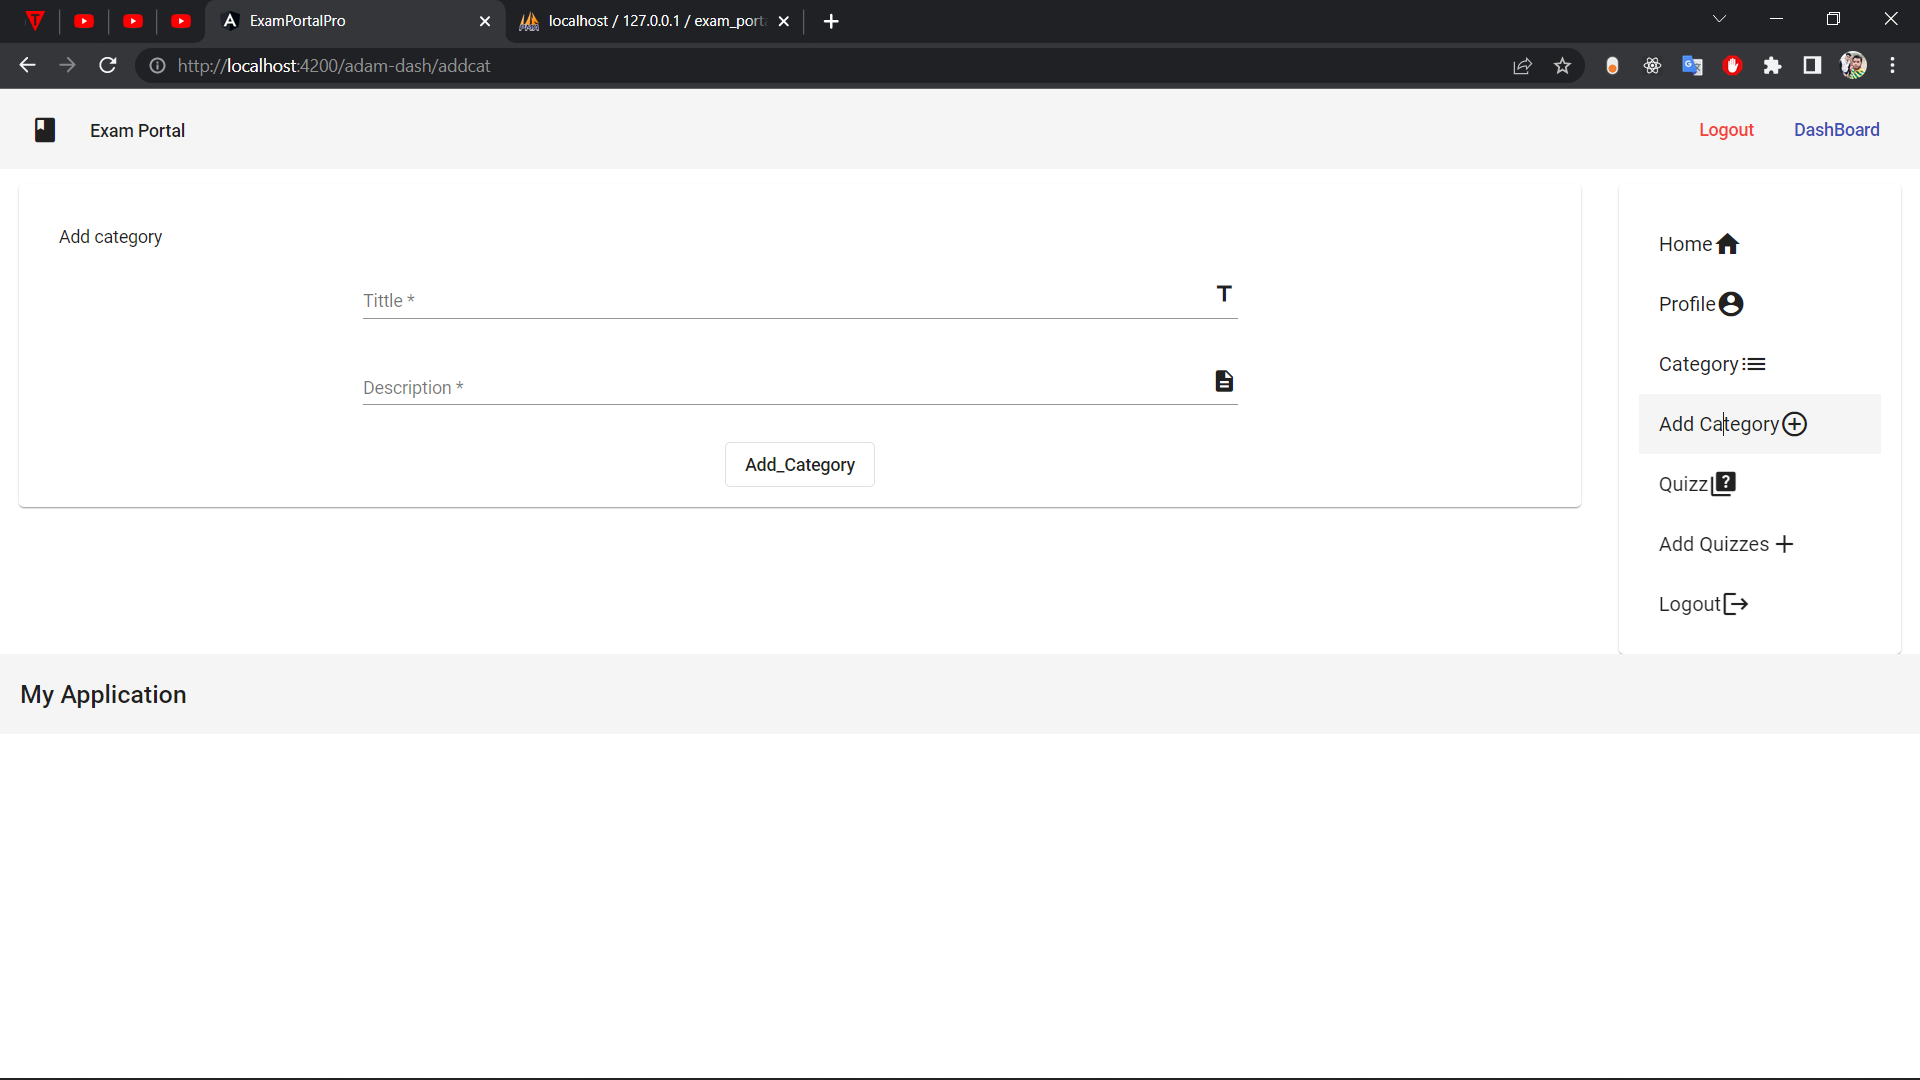 ExamPortalPro
localhost / 127.0.0.1 / exam_port
http://localhost:4200/adam-dash/addcat
Exam Portal
Logout
DashBoard
Add category
Tittle *
Description *
Add_Category
Home
Profile
Category
Add Category
Quizz
Add Quizzes
Logout
My Application